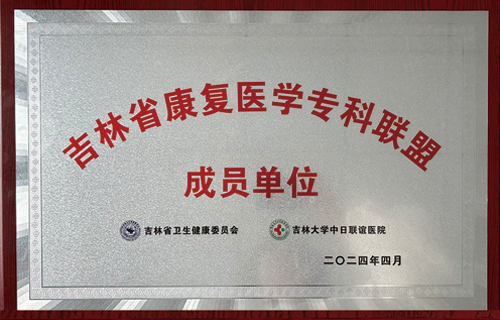 吉林省康复医学专科联盟
成员单位
吉林省卫生健康委员会 吉林大学中日联谊医院
二〇二四年四月